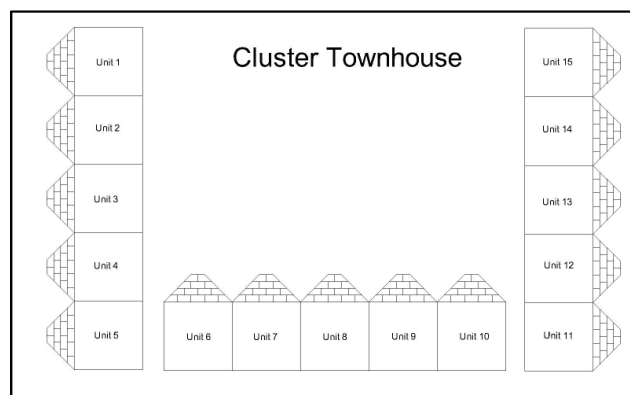 Cluster Townhouse
Unit 1
Unit 2
Unit 3
Unit 4
Unit 5
Unit 6
Unit 7
Unit 8
Unit 9
Unit 10
Unit 11
Unit 12
Unit 13
Unit 14
Unit 15